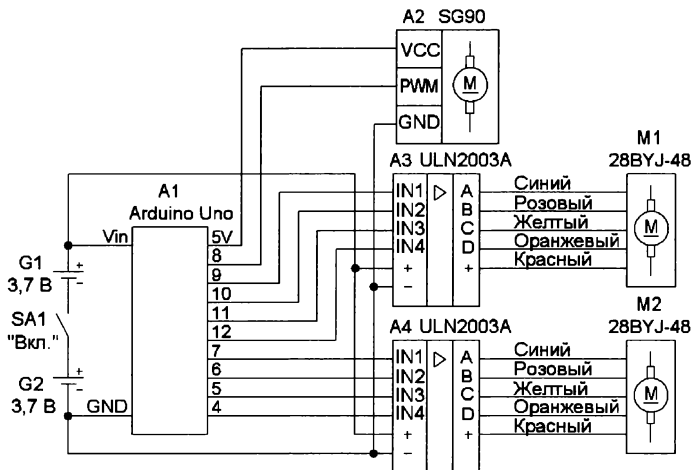 A2 SG90
VCC
PWM
GND
M
A1
Arduino Uno
Vin
GND
5V
8
9
10
11
12
7
6
5
4
G1
3,7 В
+
−
SA1
"Вкл."
G2
3,7 В
+
−
A3 ULN2003A
IN1
IN2
IN3
IN4
+
−
A
B
C
D
+
Синий
Розовый
Желтый
Оранжевый
Красный
M1
28BYJ-48
M
A4 ULN2003A
IN1
IN2
IN3
IN4
+
−
A
B
C
D
+
Синий
Розовый
Желтый
Оранжевый
Красный
M2
28BYJ-48
M